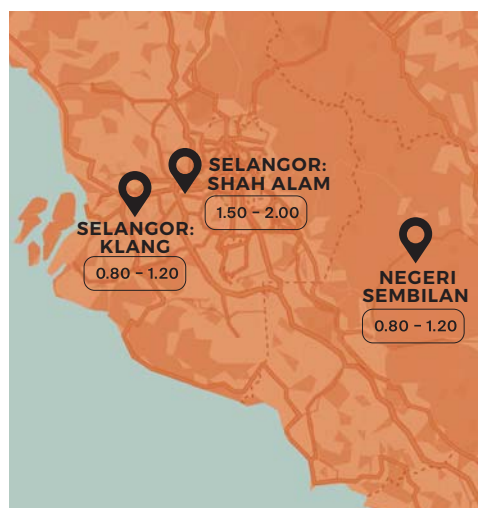 SELANGOR:
SHAH ALAM
1.50 – 2.00
SELANGOR:
KLANG
0.80 – 1.20
NEGERI
SEMBILAN
0.80 – 1.20